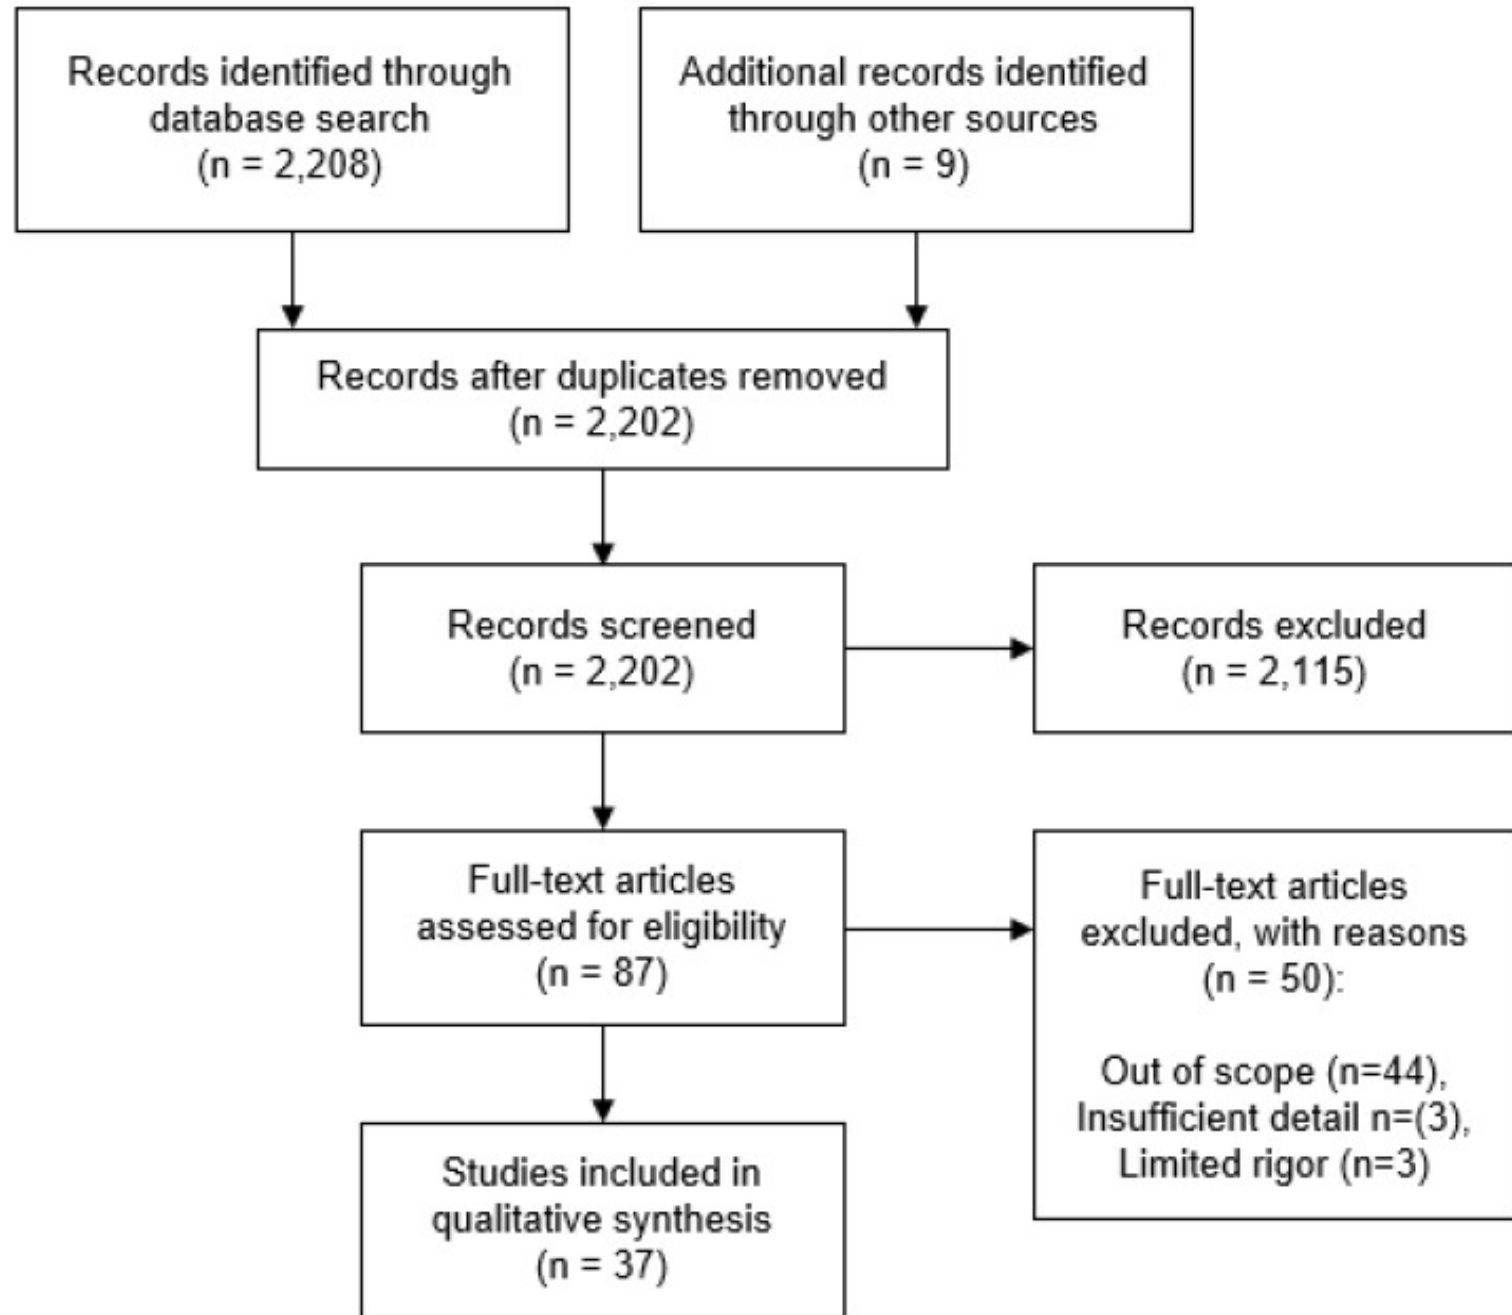 Records identified through
database search
(n = 2,208)
Additional records identified
through other sources
(n = 9)
Records after duplicates removed
(n = 2,202)
Records screened
(n = 2,202)
Records excluded
(n = 2,115)
Full-text articles
assessed for eligibility
(n = 87)
Full-text articles
excluded, with reasons
(n = 50):
Out of scope (n=44),
Insufficient detail n=(3),
Limited rigor (n=3)
Studies included in
qualitative synthesis
(n = 37)